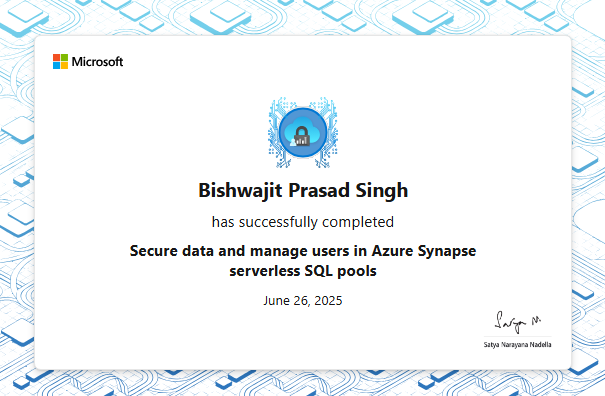 Microsoft
Bishwajit Prasad Singh
has successfully completed
Secure data and manage users in Azure Synapse
serverless SQL pools
June 26, 2025
Satya N.
Satya Narayana Nadella